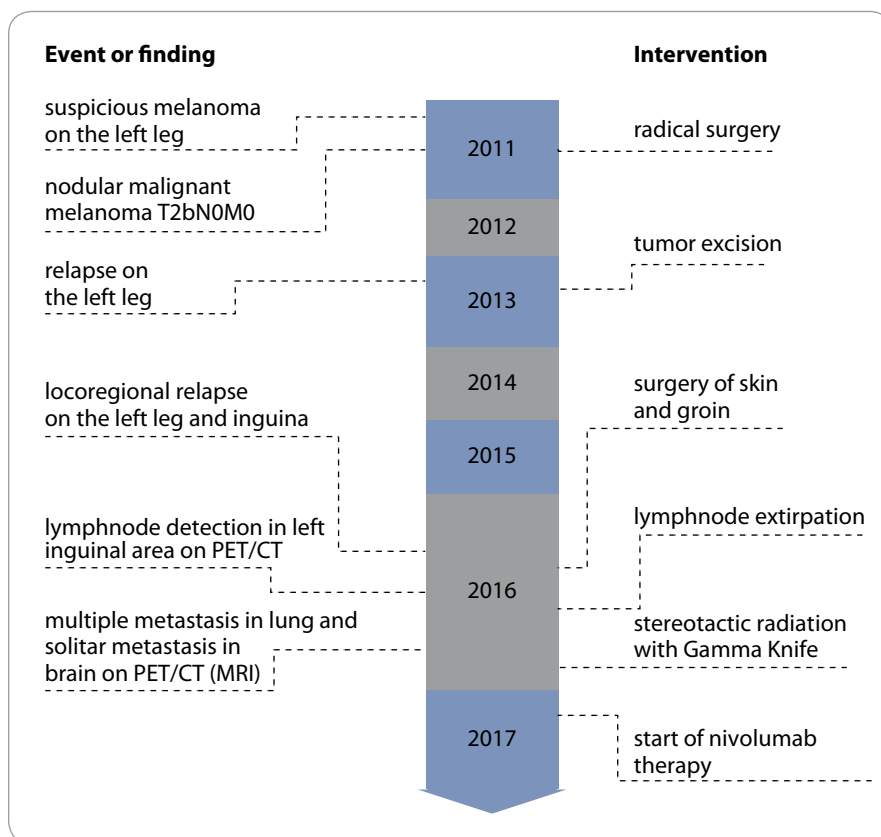 Event or finding
Intervention
suspicious melanoma
on the left leg
2011
radical surgery
nodular malignant
melanoma T2bN0M0
2012
tumor excision
relapse on
the left leg
2013
2014
locoregional relapse
on the left leg and inguina
surgery of skin
and groin
2015
lymphnode detection in left
inguinal area on PET/CT
lymphnode extirpation
2016
multiple metastasis in lung and
solitar metastasis in
brain on PET/CT (MRI)
stereotactic radiation
with Gamma Knife
2017
start of nivolumab
therapy